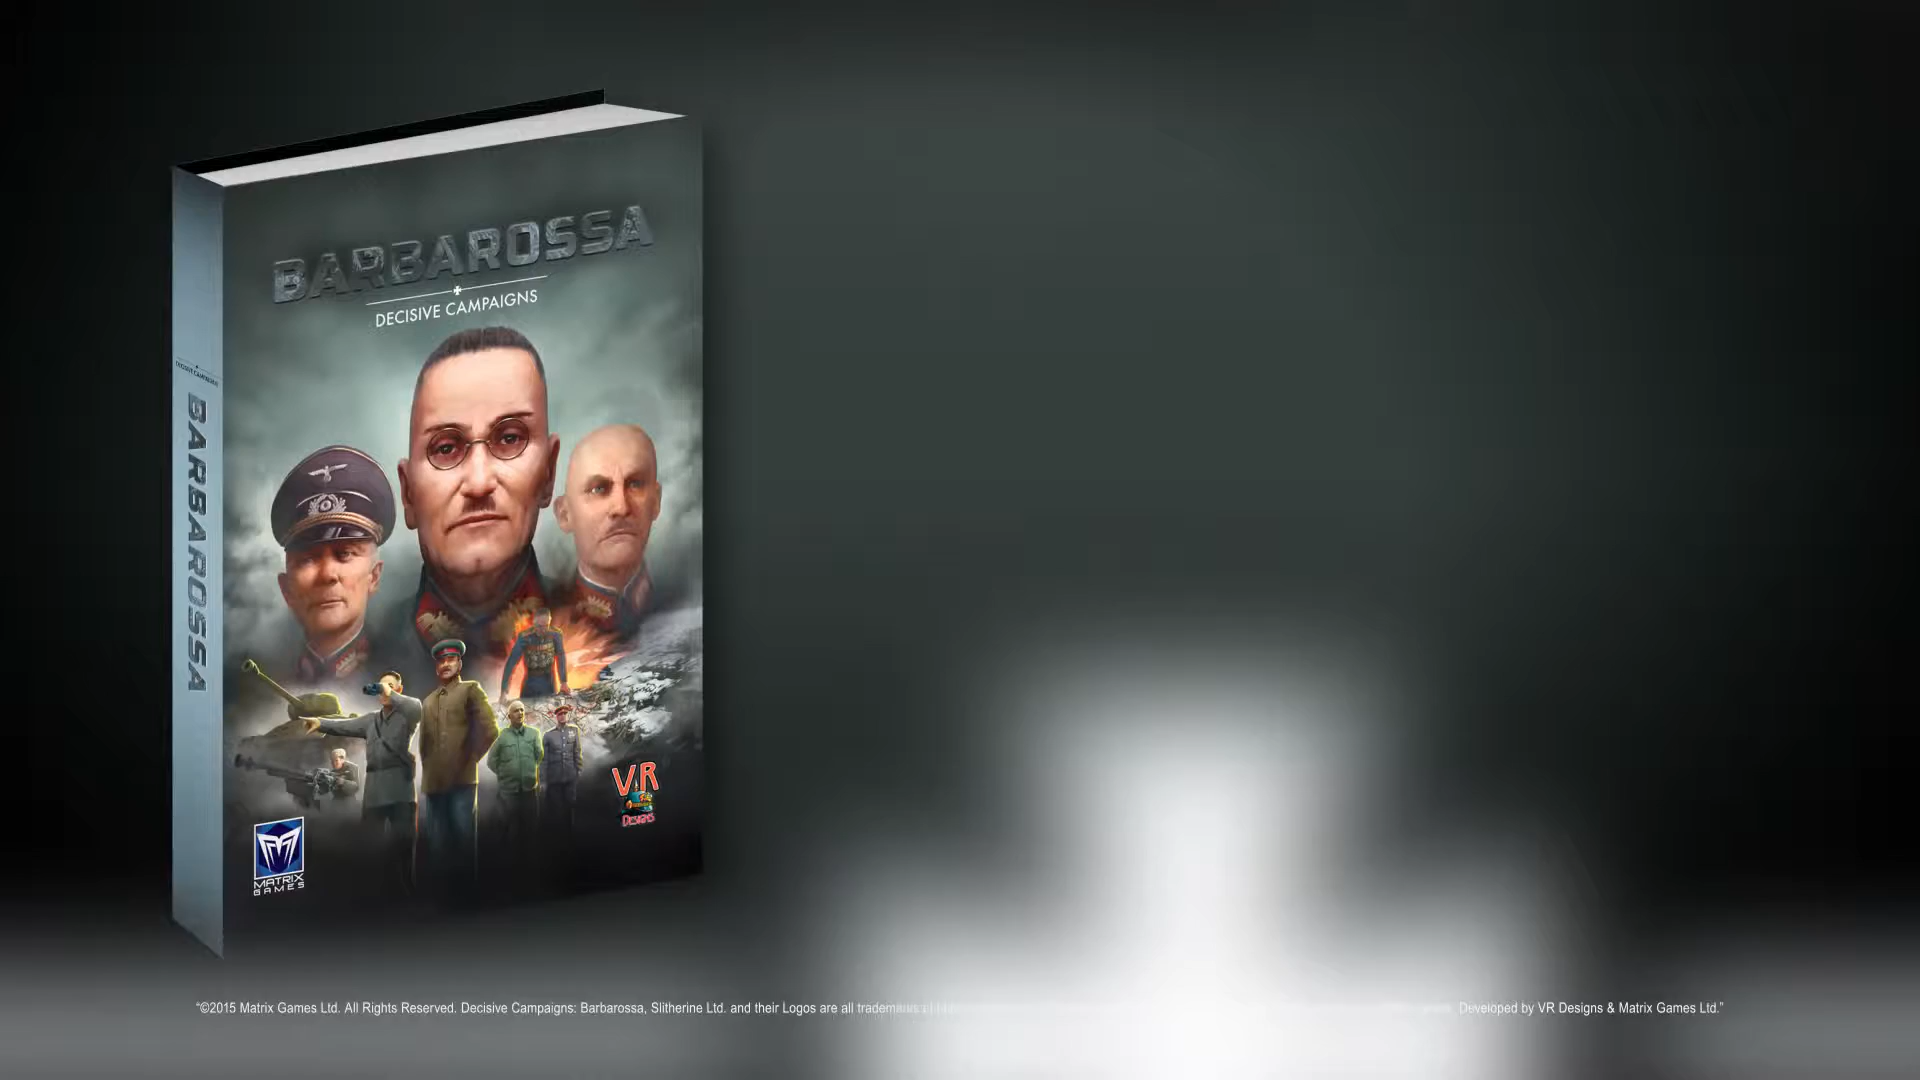 BARBAROSSA
DECISIVE CAMPAIGNS
DECISIVE CAMPAIGNS
BARBAROSSA
VR
DESIGNS
MATRIX
GAMES
“©2015 Matrix Games Ltd. All Rights Reserved. Decisive Campaigns: Barbarossa, Slitherine Ltd. and their Logos are all Developed by VR Designs & Matrix Games Ltd.”